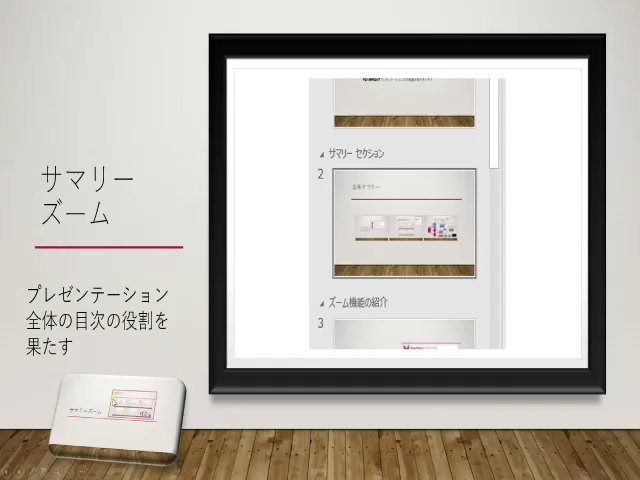 サマリー
ズーム
プレゼンテーション
全体の目次の役割を
果たす
サマリー セクション
2
全体サマリー
ズーム機能の紹介
3
サマリーズーム